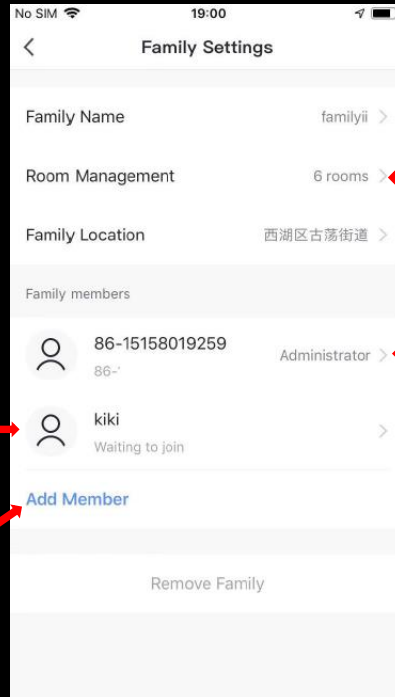 No SIM 19:00
Family Settings
Family Name familyii
Room Management 6 rooms
Family Location 西湖区古荡街道
Family members
86-15158019259 Administrator
86-'
kiki
Waiting to join
Add Member
Remove Family